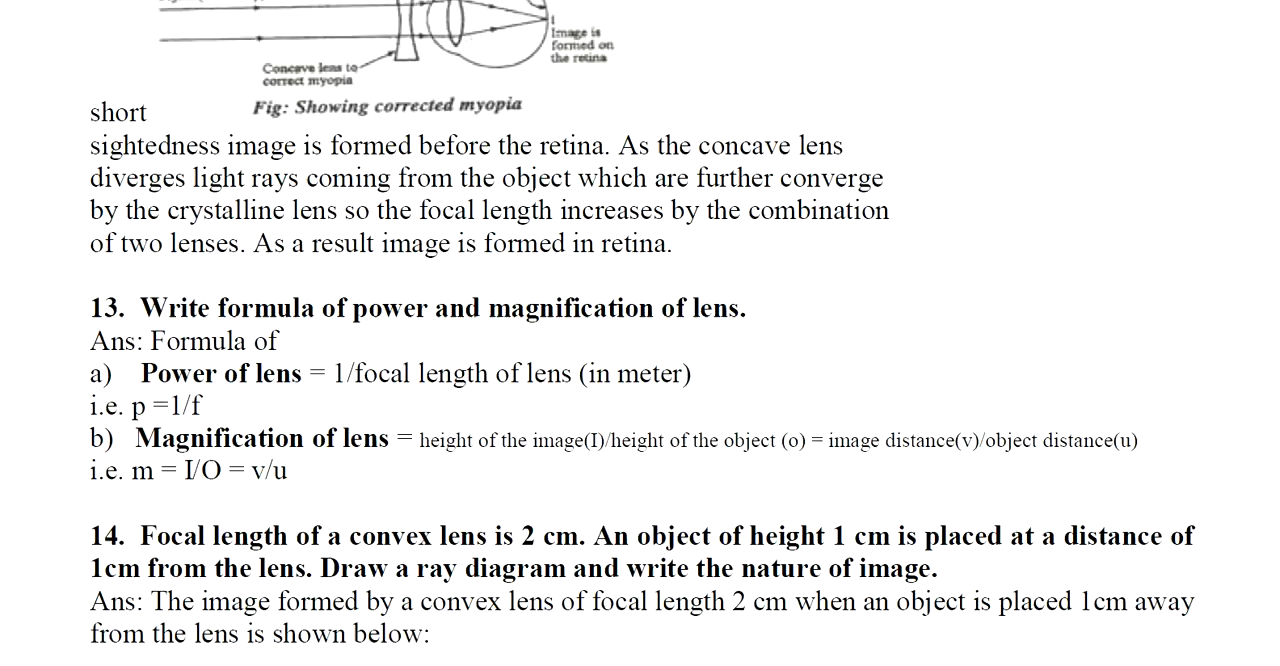 Image is
formed on
the retina
Concave lens to
correct myopia
Fig: Showing corrected myopia
short
sightedness image is formed before the retina. As the concave lens
diverges light rays coming from the object which are further converge
by the crystalline lens so the focal length increases by the combination
of two lenses. As a result image is formed in retina.
13. Write formula of power and magnification of lens.
Ans: Formula of
a) Power of lens = 1/focal length of lens (in meter)
i.e. p =1/f
b) Magnification of lens = height of the image(I)/height of the object (o) = image distance(v)/object distance(u)
i.e. m = I/O = v/u
14. Focal length of a convex lens is 2 cm. An object of height 1 cm is placed at a distance of
1cm from the lens. Draw a ray diagram and write the nature of image.
Ans: The image formed by a convex lens of focal length 2 cm when an object is placed 1cm away
from the lens is shown below: